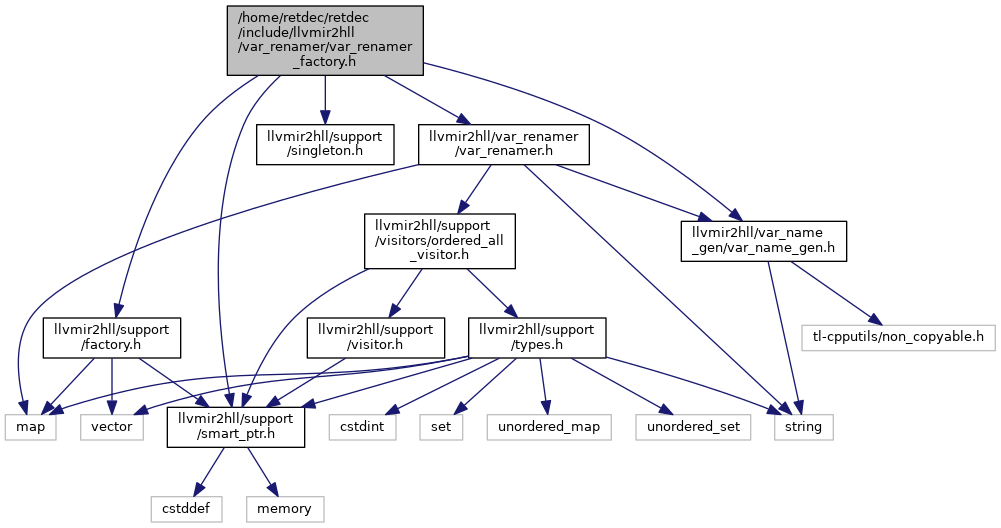 /home/retdec/retdec
/include/llvmir2hll
/var_renamer/var_renamer
_factory.h
llvmir2hll/support
/singleton.h
llvmir2hll/var_renamer
/var_renamer.h
llvmir2hll/support
/visitors/ordered_all
_visitor.h
llvmir2hll/var_name
_gen/var_name_gen.h
llvmir2hll/support
/factory.h
llvmir2hll/support
/visitor.h
llvmir2hll/support
/types.h
tl-cpputils/non_copyable.h
map
vector
llvmir2hll/support
/smart_ptr.h
cstdint
set
unordered_map
unordered_set
string
cstddef
memory